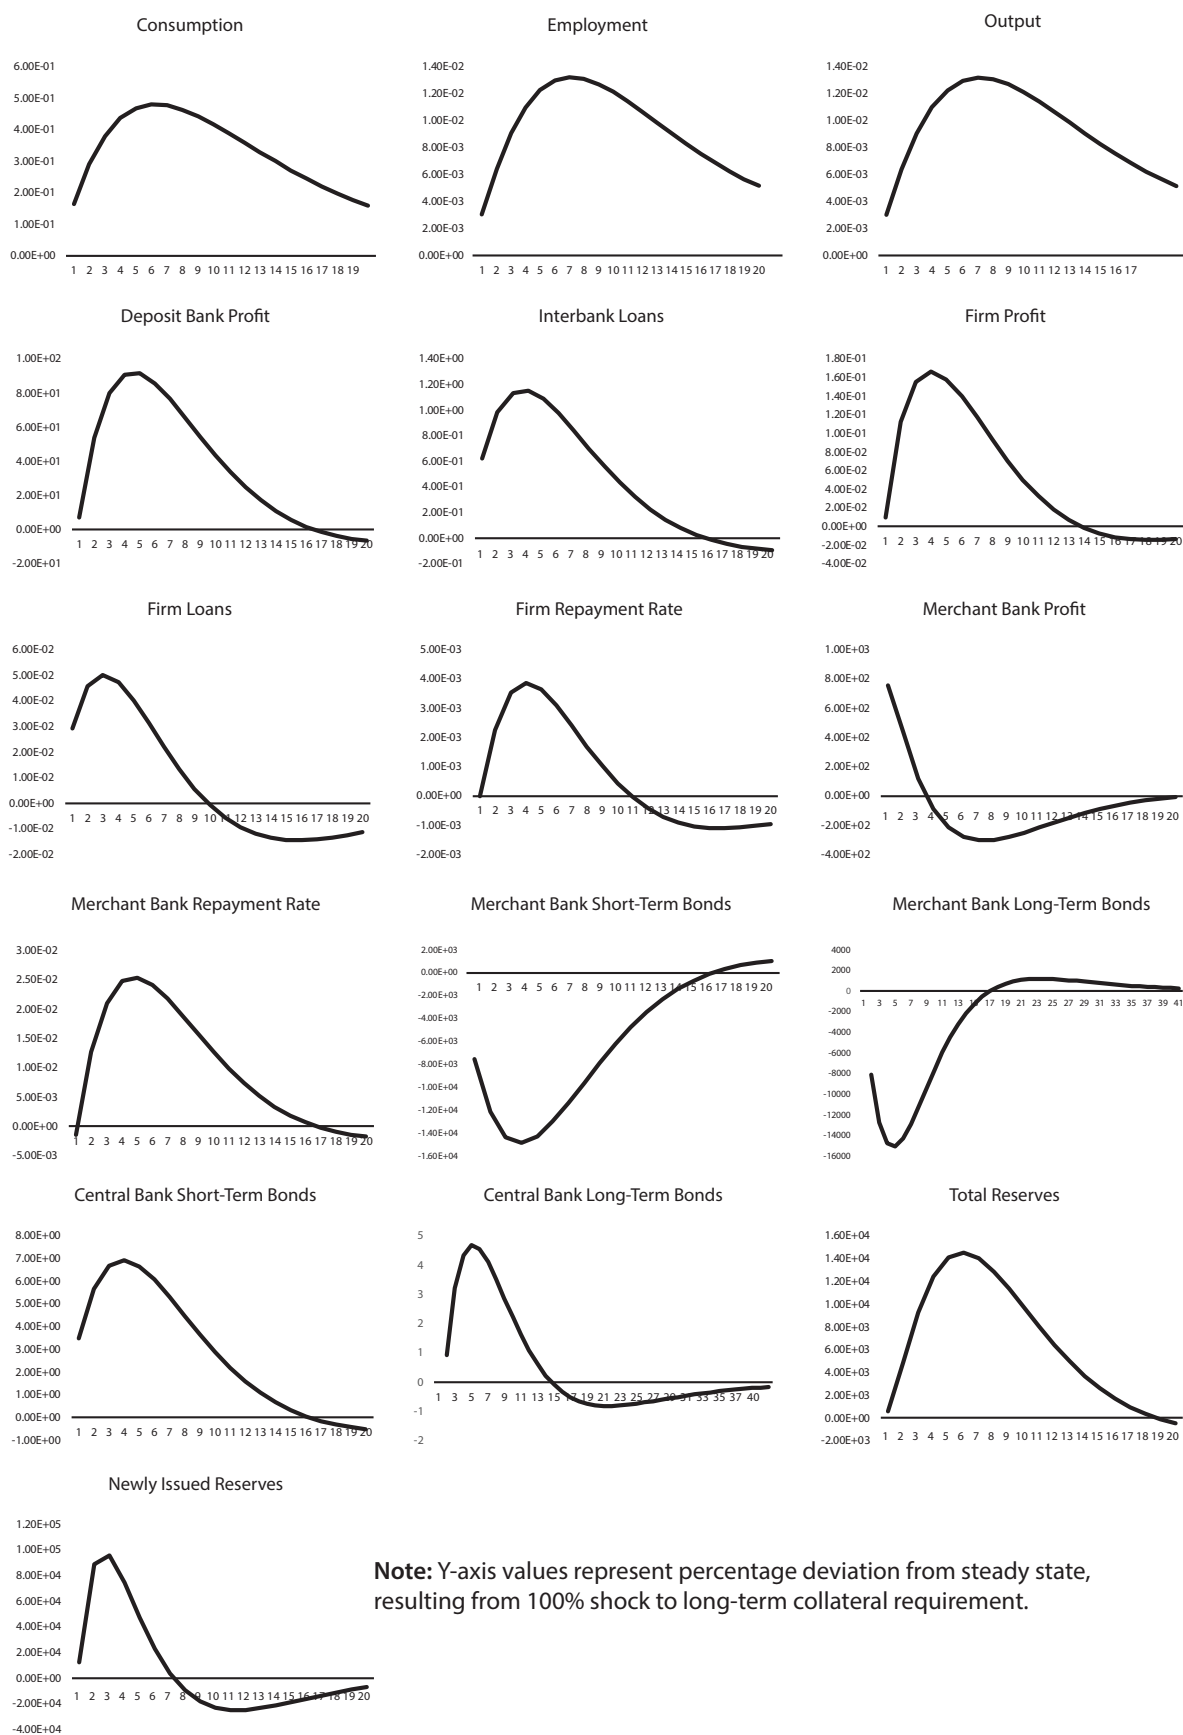 Consumption
6.00E-01
5.00E-01
4.00E-01
3.00E-01
2.00E-01
1.00E-01
0.00E+00
1 2 3 4 5 6 7 8 9 10 11 12 13 14 15 16 17 18 19
Employment
1.40E-02
1.20E-02
1.00E-02
8.00E-03
6.00E-03
4.00E-03
2.00E-03
0.00E+00
1 2 3 4 5 6 7 8 9 10 11 12 13 14 15 16 17 18 19 20
Output
1.40E-02
1.20E-02
1.00E-02
8.00E-03
6.00E-03
4.00E-03
2.00E-03
0.00E+00
1 2 3 4 5 6 7 8 9 10 11 12 13 14 15 16 17
Deposit Bank Profit
1.00E+02
8.00E+01
6.00E+01
4.00E+01
2.00E+01
0.00E+00
-2.00E+01
1 2 3 4 5 6 7 8 9 10 11 12 13 14 15 16 17 18 19 20
Interbank Loans
1.40E+00
1.20E+00
1.00E+00
8.00E-01
6.00E-01
4.00E-01
2.00E-01
0.00E+00
-2.00E-01
1 2 3 4 5 6 7 8 9 10 11 12 13 14 15 16 17 18 19 20
Firm Profit
1.80E-01
1.60E-01
1.40E-01
1.20E-01
1.00E-01
8.00E-02
6.00E-02
4.00E-02
2.00E-02
0.00E+00
-2.00E-02
-4.00E-02
1 2 3 4 5 6 7 8 9 10 11 12 13 14 15 16 17 18 19 20
Firm Loans
6.00E-02
5.00E-02
4.00E-02
3.00E-02
2.00E-02
1.00E-02
0.00E+00
-1.00E-02
-2.00E-02
1 2 3 4 5 6 7 8 9 10 11 12 13 14 15 16 17 18 19 20
Firm Repayment Rate
5.00E-03
4.00E-03
3.00E-03
2.00E-03
1.00E-03
0.00E+00
-1.00E-03
-2.00E-03
1 2 3 4 5 6 7 8 9 10 11 12 13 14 15 16 17 18 19 20
Merchant Bank Profit
1.00E+03
8.00E+02
6.00E+02
4.00E+02
2.00E+02
0.00E+00
-2.00E+02
-4.00E+02
1 2 3 4 5 6 7 8 9 10 11 12 13 14 15 16 17 18 19 20
Merchant Bank Repayment Rate
3.00E-02
2.50E-02
2.00E-02
1.50E-02
1.00E-02
5.00E-03
0.00E+00
-5.00E-03
1 2 3 4 5 6 7 8 9 10 11 12 13 14 15 16 17 18 19 20
Merchant Bank Short-Term Bonds
2.00E+03
0.00E+00
-2.00E+03
-4.00E+03
-6.00E+03
-8.00E+03
-1.00E+04
-1.20E+04
-1.40E+04
-1.60E+04
1 2 3 4 5 6 7 8 9 10 11 12 13 14 15 16 17 18 19 20
Merchant Bank Long-Term Bonds
4000
2000
0
-2000
-4000
-6000
-8000
-10000
-12000
-14000
-16000
1 3 5 7 9 11 13 15 17 19 21 23 25 27 29 31 33 35 37 39 41
Central Bank Short-Term Bonds
8.00E+00
7.00E+00
6.00E+00
5.00E+00
4.00E+00
3.00E+00
2.00E+00
1.00E+00
0.00E+00
-1.00E+00
1 2 3 4 5 6 7 8 9 10 11 12 13 14 15 16 17 18 19 20
Central Bank Long-Term Bonds
5
4
3
2
1
0
-1
-2
1 3 5 7 9 11 13 15 17 19 21 23 25 27 29 31 33 35 37 40
Total Reserves
1.60E+04
1.40E+04
1.20E+04
1.00E+04
8.00E+03
6.00E+03
4.00E+03
2.00E+03
0.00E+00
-2.00E+03
1 2 3 4 5 6 7 8 9 10 11 12 13 14 15 16 17 18 19 20
Newly Issued Reserves
1.20E+05
1.00E+05
8.00E+04
6.00E+04
4.00E+04
2.00E+04
0.00E+00
-2.00E+04
-4.00E+04
1 2 3 4 5 6 7 8 9 10 11 12 13 14 15 16 17 18 19 20
Note: Y-axis values represent percentage deviation from steady state,
resulting from 100% shock to long-term collateral requirement.